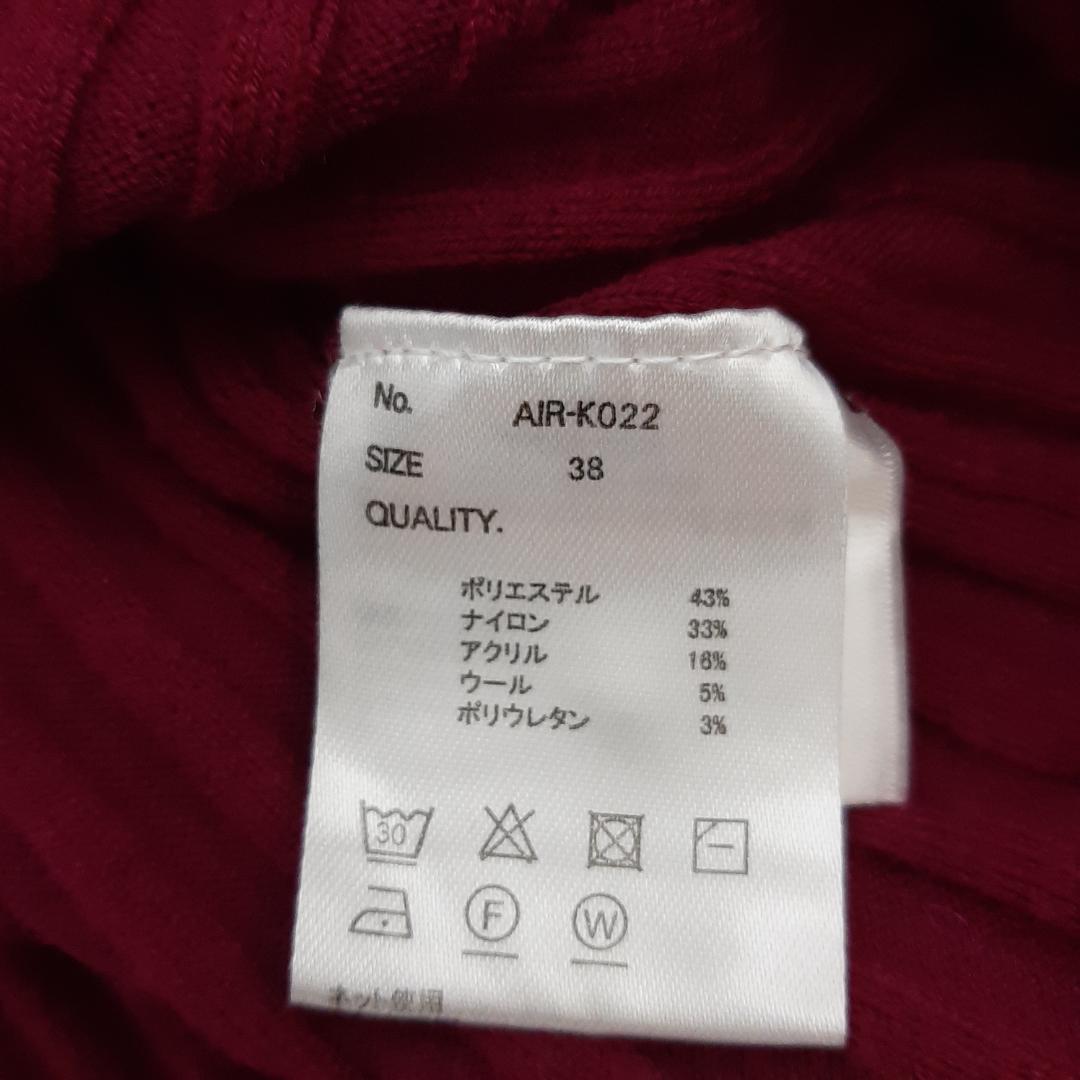 No. AIR-K022
SIZE 38
QUALITY.
ポリエステル 43%
ナイロン 33%
アクリル 16%
ウール 5%
ポリウレタン 3%
30
F W
ネット使用